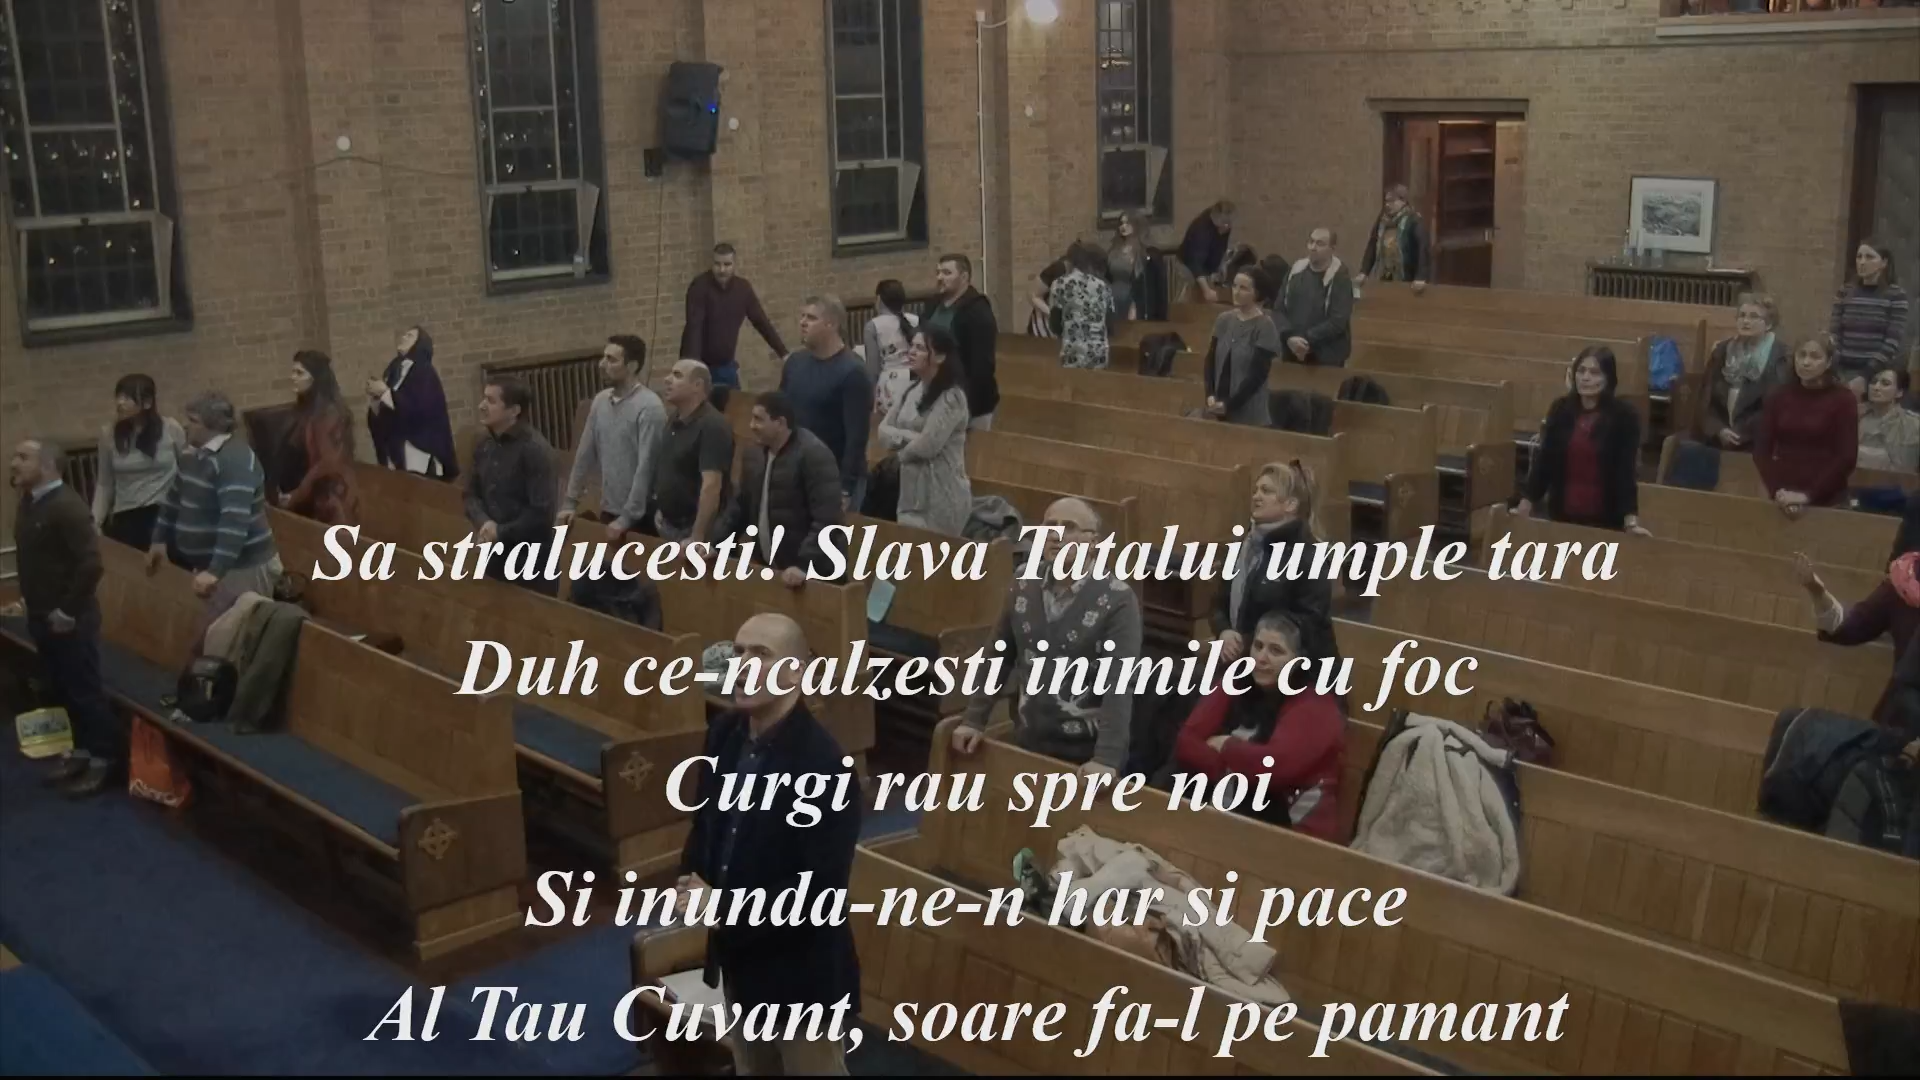 Sa stralucesti! Slava Tatalui umple tara
Duh ce-ncalzesti inimile cu foc
Curgi rau spre noi
Si inunda-ne-n har si pace
Al Tau Cuvant, soare fa-l pe pamant